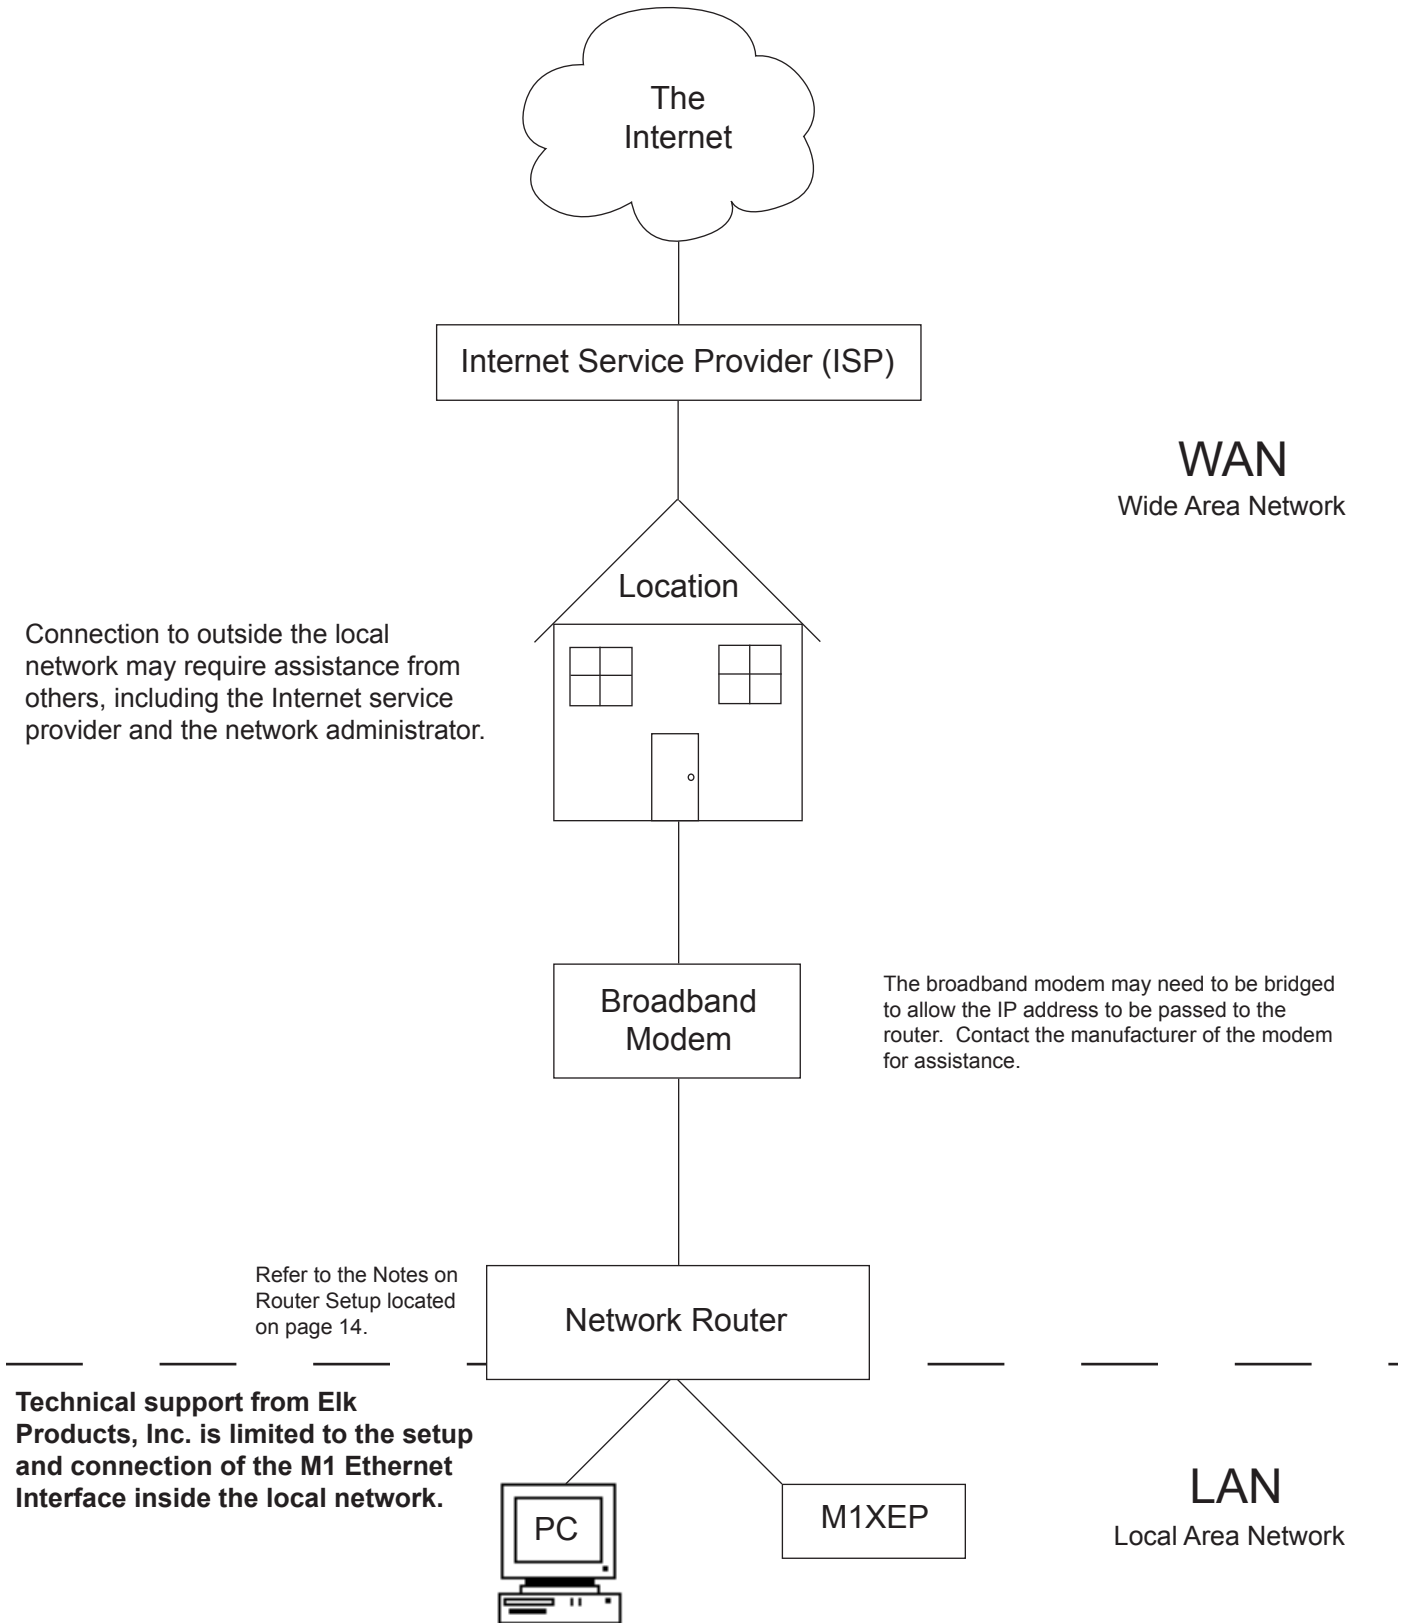 The
Internet
Internet Service Provider (ISP)
WAN
Wide Area Network
Location
Connection to outside the local
network may require assistance from
others, including the Internet service
provider and the network administrator.
Broadband
Modem
The broadband modem may need to be bridged
to allow the IP address to be passed to the
router.  Contact the manufacturer of the modem
for assistance.
Refer to the Notes on
Router Setup located
on page 14.
Network Router
Technical support from Elk
Products, Inc. is limited to the setup
and connection of the M1 Ethernet
Interface inside the local network.
PC
M1XEP
LAN
Local Area Network